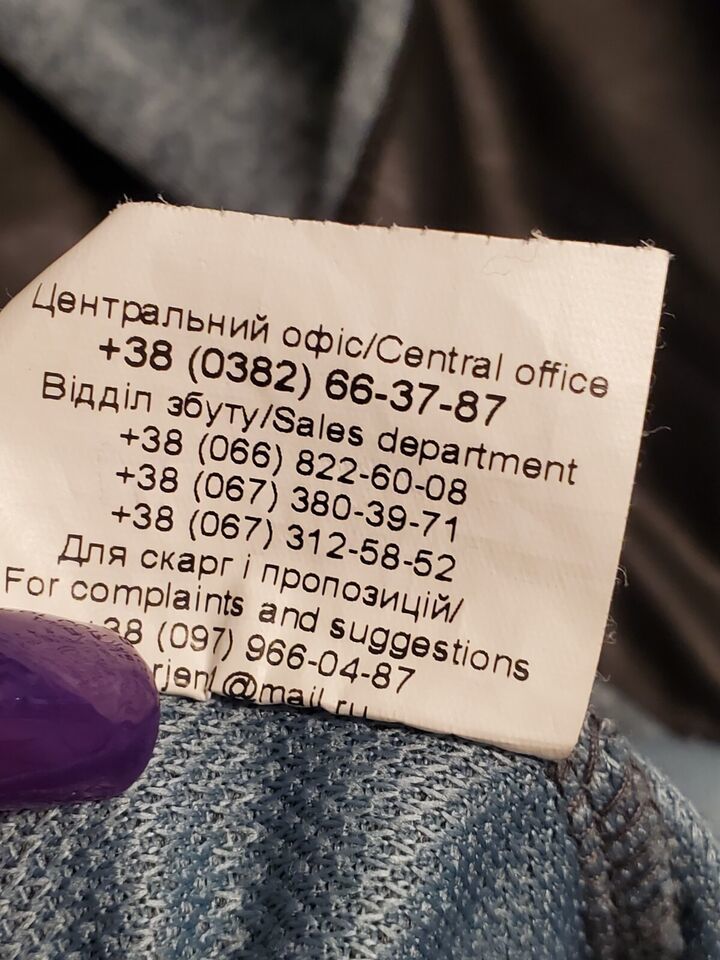 Центральний офіс/Central office
+38 (0382) 66-37-87
Відділ збуту/Sales department
+38 (066) 822-60-08
+38 (067) 380-39-71
+38 (067) 312-58-52
Для скарг і пропозицій/
For complaints and suggestions
38 (097) 966-04-87
@mail.ru